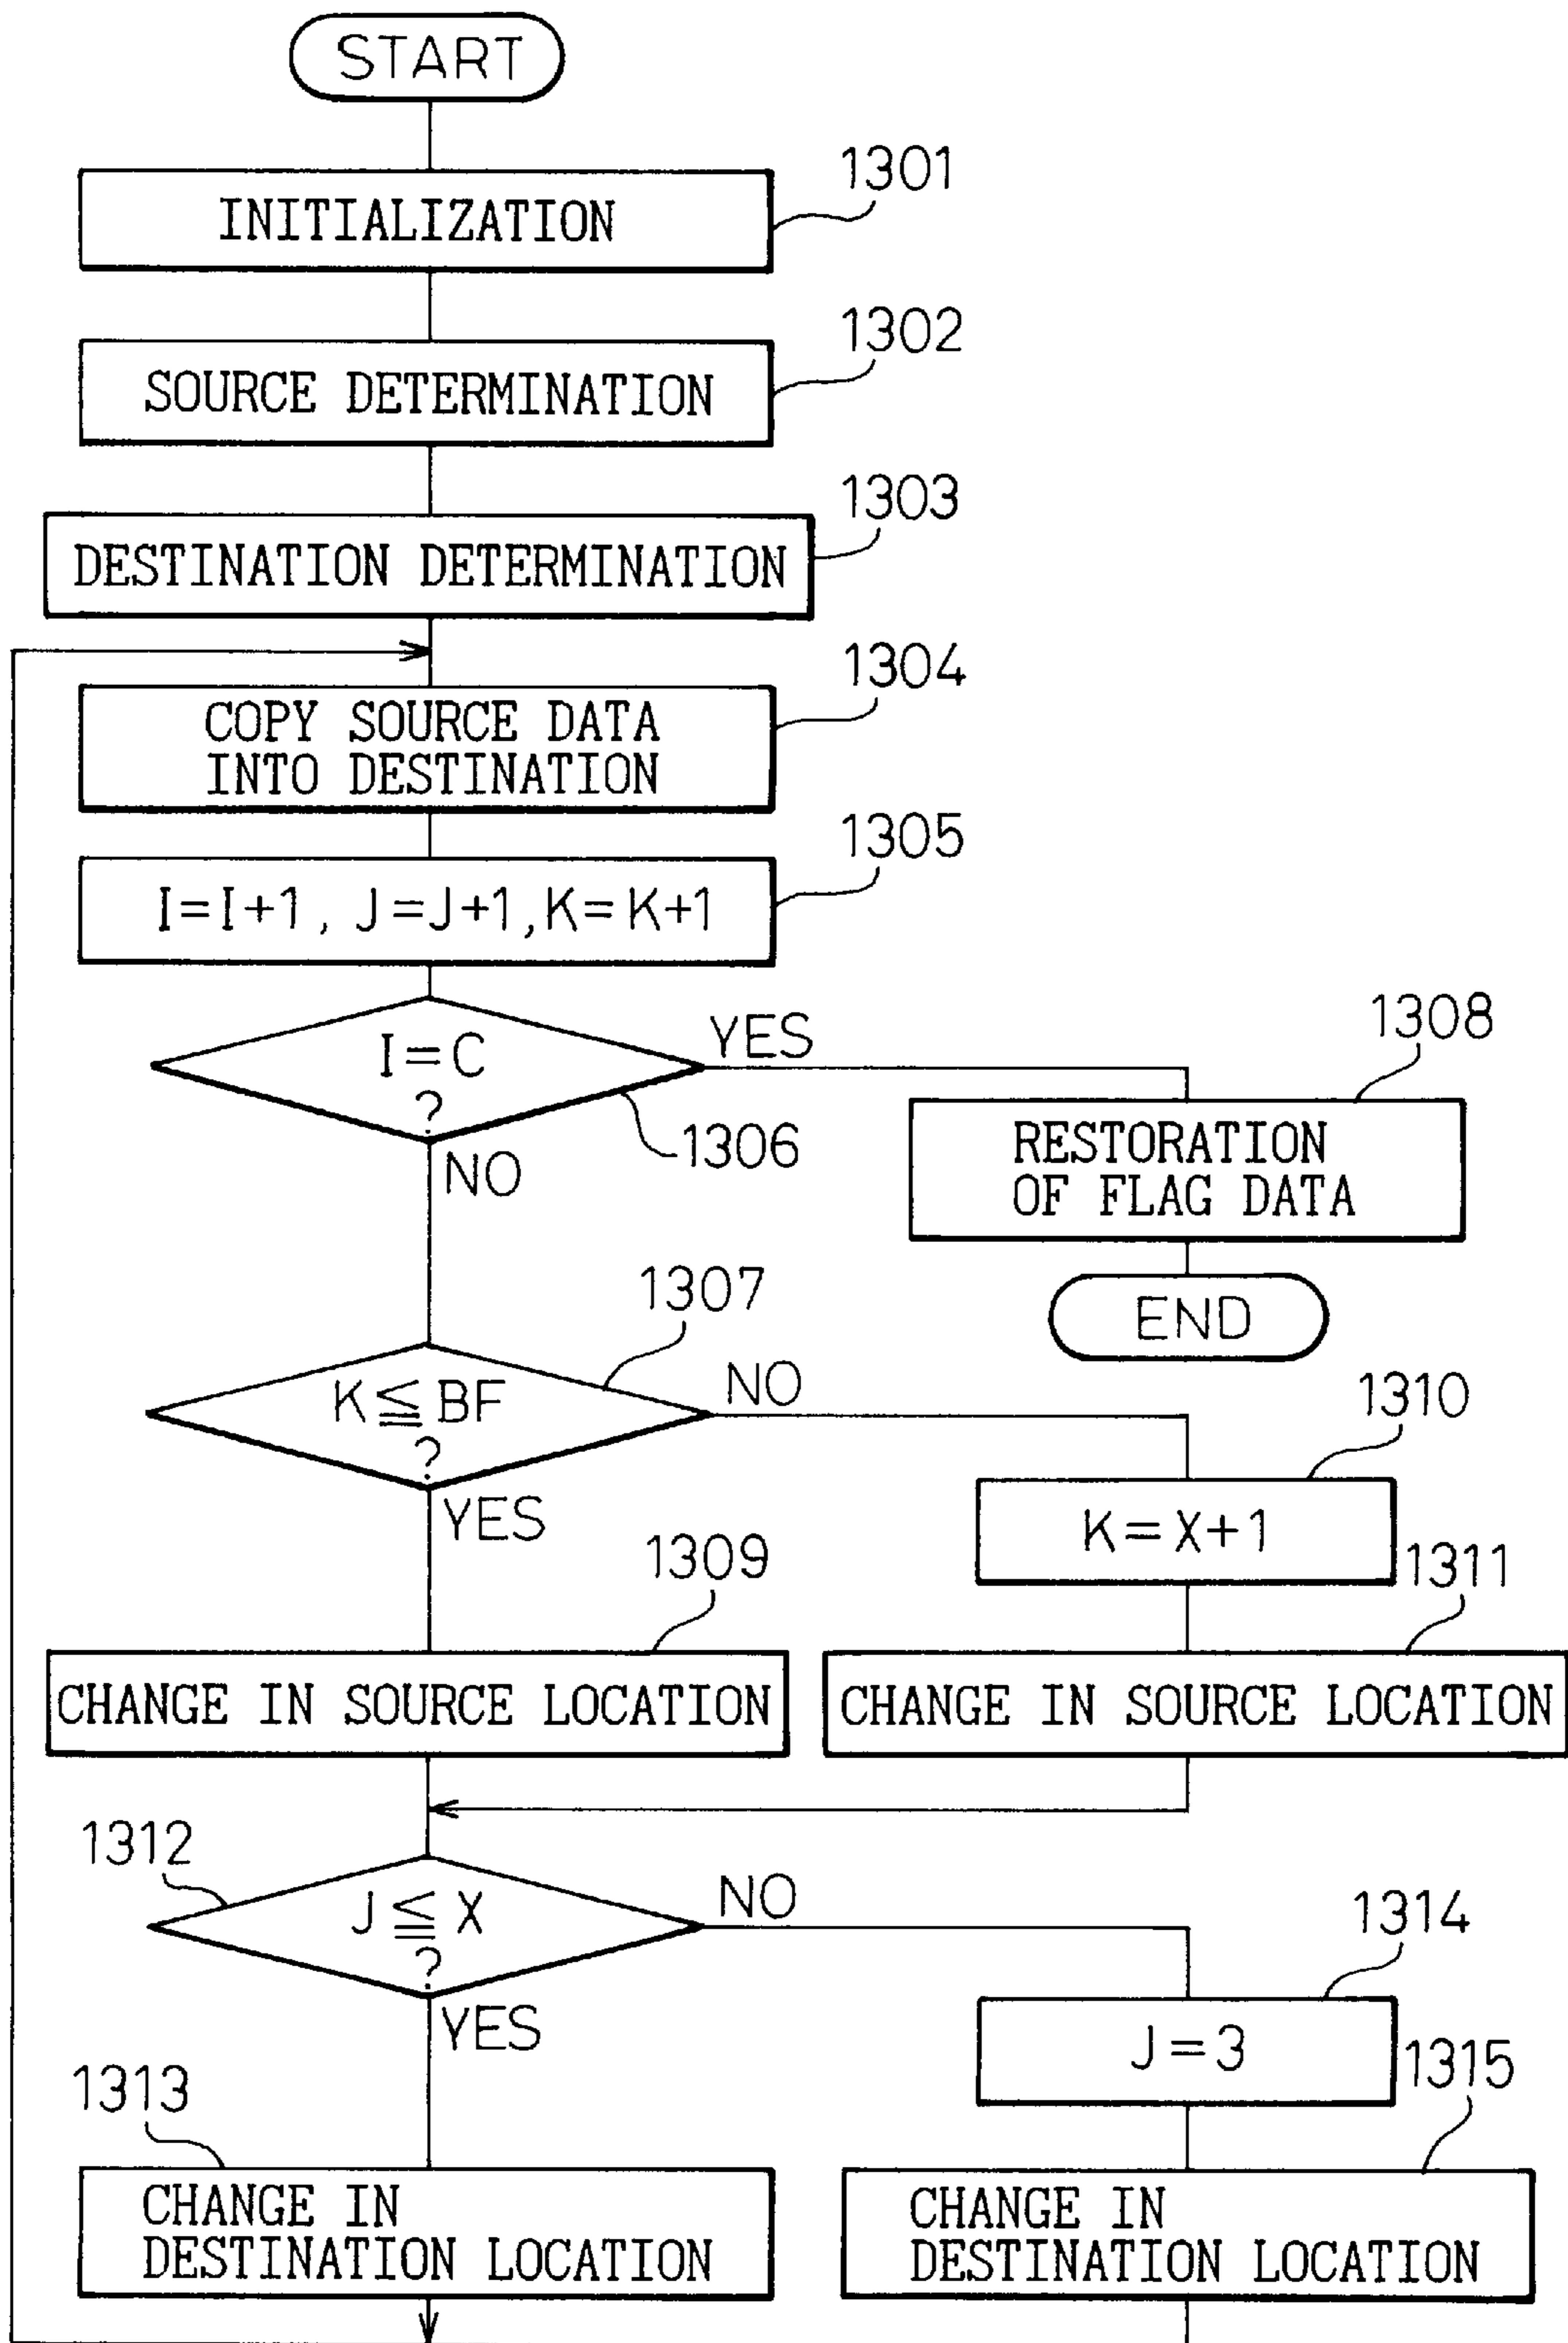 START
1301
INITIALIZATION
1302
SOURCE DETERMINATION
1303
DESTINATION DETERMINATION
1304
COPY SOURCE DATA
INTO DESTINATION
1305
I=I+1, J=J+1, K=K+1
I=C
?
YES
1306
NO
1308
RESTORATION
OF FLAG DATA
END
1307
K≦BF
?
NO
YES
1310
K=X+1
1309
CHANGE IN SOURCE LOCATION
1311
CHANGE IN SOURCE LOCATION
1312
J≦X
?
NO
YES
1314
J=3
1313
CHANGE IN
DESTINATION LOCATION
1315
CHANGE IN
DESTINATION LOCATION